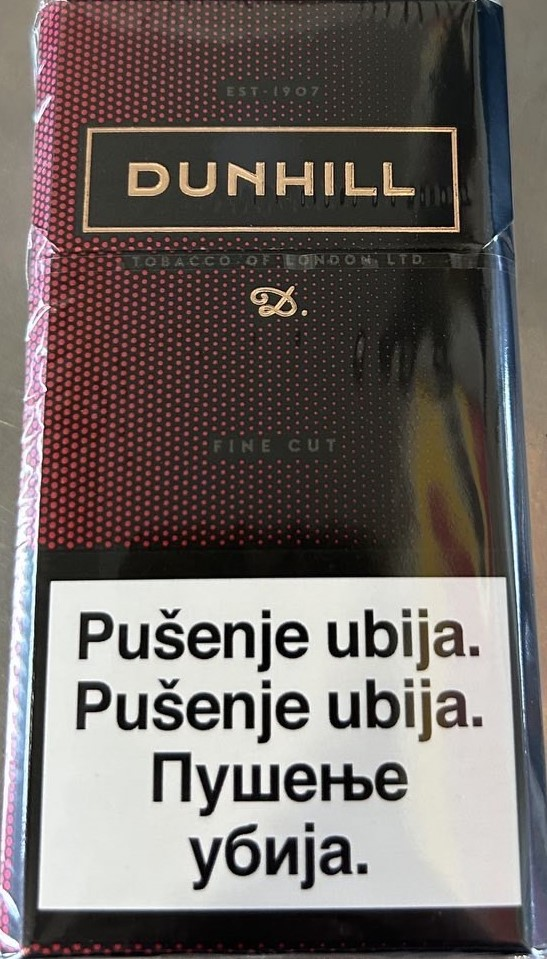 EST·1907
DUNHILL
TOBACCO OF LONDON LTD.
D.
FINE CUT
Pušenje ubija.
Pušenje ubija.
Пушење
убија.